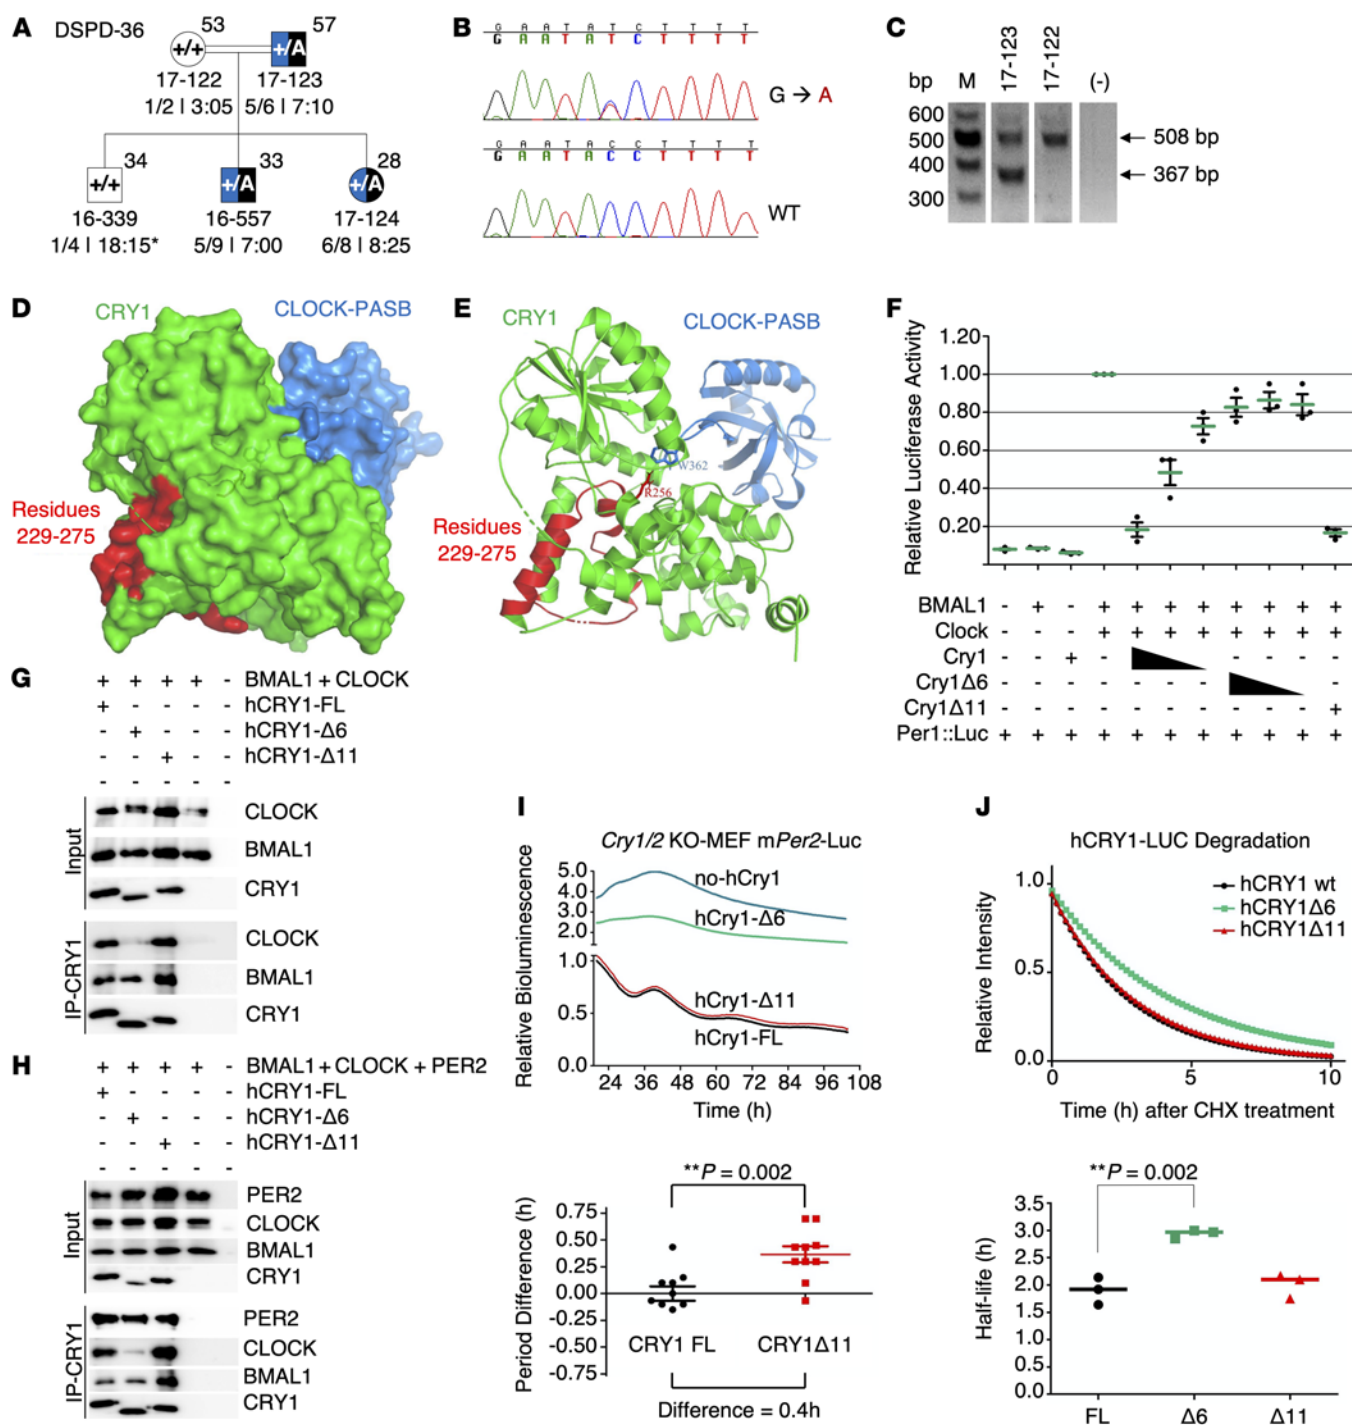 A
DSPD-36
53
57
+/+
+/A
17-122
17-123
1/2 | 3:05
5/6 | 7:10
34
33
28
+/+
+/A
+/A
16-339
16-557
17-124
1/4 | 18:15*
5/9 | 7:00
6/8 | 8:25
B
G A A T A T C T T T T
G A A T A T C T T T T
G → A
G A A T A C C T T T T
G A A T A C C T T T T
WT
C
bp
M
17-123
17-122
(-)
600
500
400
300
508 bp
367 bp
D
CRY1
CLOCK-PASB
Residues
229-275
E
CRY1
CLOCK-PASB
W362
R256
Residues
229-275
F
Relative Luciferase Activity
1.20
1.00
0.80
0.60
0.40
0.20
BMAL1 - + - + + + + + + + +
Clock - - - + + + + + + + +
Cry1 - - + - - - - -
Cry1Δ6 - - - - - - - -
Cry1Δ11 - - - - - - - - - - +
Per1::Luc + + + + + + + + + + +
G
+ + + + - BMAL1 + CLOCK
+ - - - - hCRY1-FL
- + - - - hCRY1-Δ6
- - + - - hCRY1-Δ11
- - - - -
Input
CLOCK
BMAL1
CRY1
IP-CRY1
CLOCK
BMAL1
CRY1
H
+ + + + - BMAL1 + CLOCK + PER2
+ - - - - hCRY1-FL
- + - - - hCRY1-Δ6
- - + - - hCRY1-Δ11
- - - - -
Input
PER2
CLOCK
BMAL1
CRY1
IP-CRY1
PER2
CLOCK
BMAL1
CRY1
I
Cry1/2 KO-MEF mPer2-Luc
Relative Bioluminescence
5.0
4.0
3.0
2.0
1.0
0.5
0.0
no-hCry1
hCry1-Δ6
hCry1-Δ11
hCry1-FL
24 36 48 60 72 84 96 108
Time (h)
**P = 0.002
Period Difference (h)
0.75
0.50
0.25
0.00
-0.25
-0.50
-0.75
CRY1 FL
CRY1Δ11
Difference = 0.4h
J
hCRY1-LUC Degradation
Relative Intensity
1.0
0.5
0.0
hCRY1 wt
hCRY1Δ6
hCRY1Δ11
0 5 10
Time (h) after CHX treatment
**P = 0.002
Half-life (h)
3.5
3.0
2.5
2.0
1.5
1.0
0.5
0.0
FL Δ6 Δ11